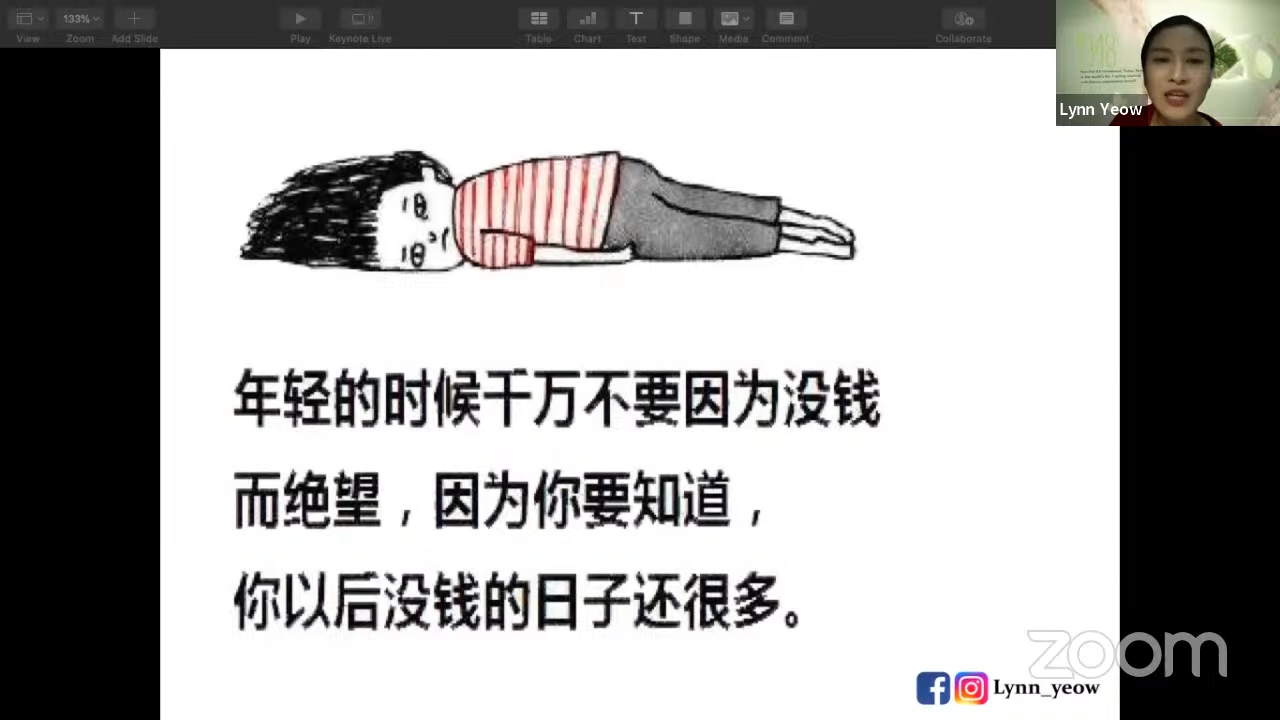 133%
View
Zoom
Add Slide
Play
Keynote Live
Table
Chart
Text
Shape
Media
Comment
Collaborate
Lynn Yeow
年轻的时候千万不要因为没钱
而绝望，因为你要知道，
你以后没钱的日子还很多。
zoom
Lynn_yeow